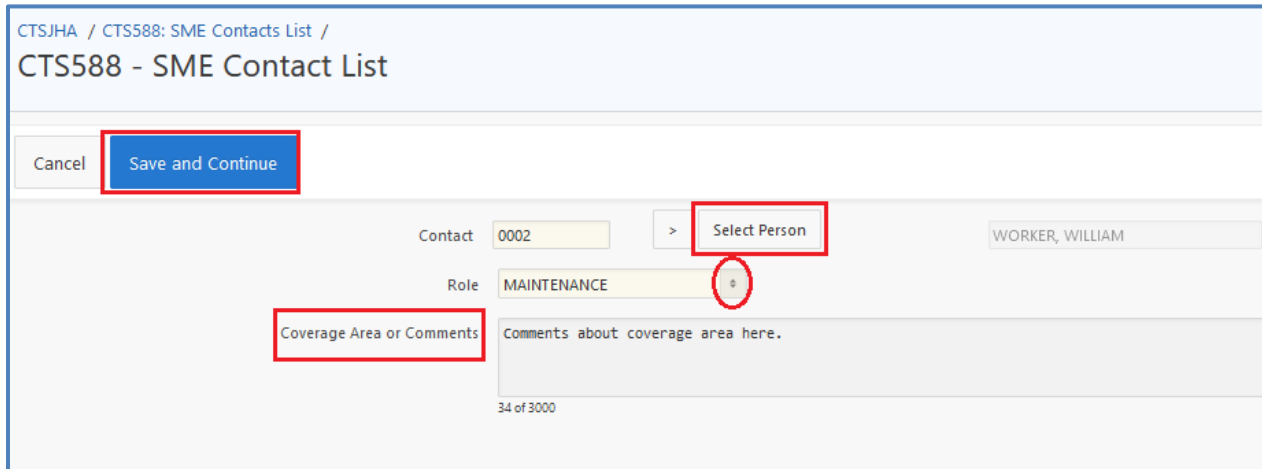 CTSJHA / CTS588: SME Contacts List /
CTS588 - SME Contact List
Cancel Save and Continue
Contact 0002 > Select Person WORKER, WILLIAM
Role MAINTENANCE
Coverage Area or Comments Comments about coverage area here.
34 of 3000